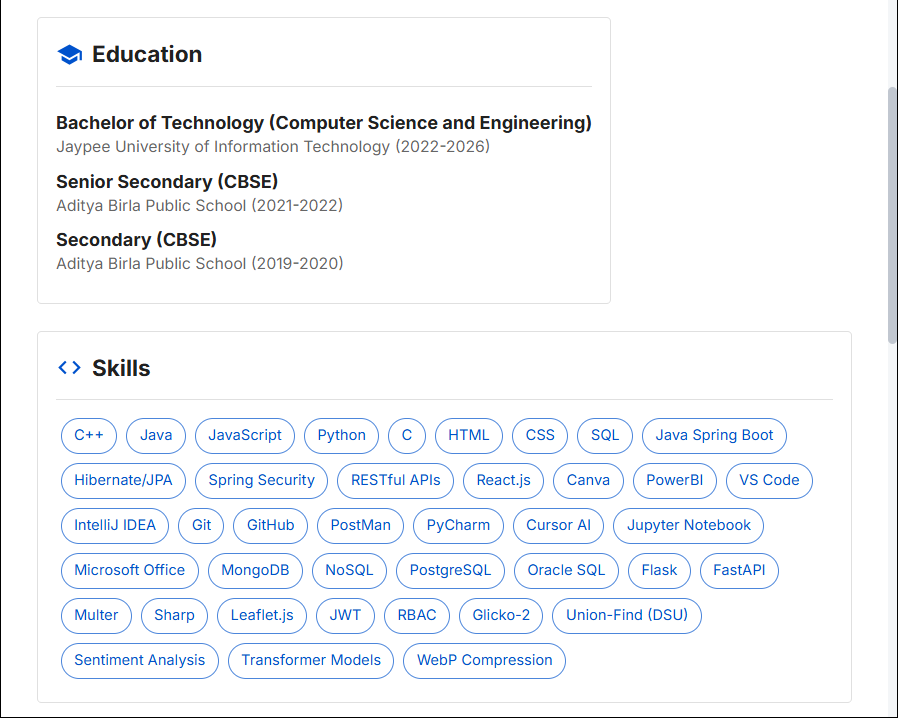 Education
Bachelor of Technology (Computer Science and Engineering)
Jaypee University of Information Technology (2022-2026)
Senior Secondary (CBSE)
Aditya Birla Public School (2021-2022)
Secondary (CBSE)
Aditya Birla Public School (2019-2020)
Skills
C++ Java JavaScript Python C HTML CSS SQL Java Spring Boot
Hibernate/JPA Spring Security RESTful APIs React.js Canva PowerBI VS Code
IntelliJ IDEA Git GitHub PostMan PyCharm Cursor AI Jupyter Notebook
Microsoft Office MongoDB NoSQL PostgreSQL Oracle SQL Flask FastAPI
Multer Sharp Leaflet.js JWT RBAC Glicko-2 Union-Find (DSU)
Sentiment Analysis Transformer Models WebP Compression